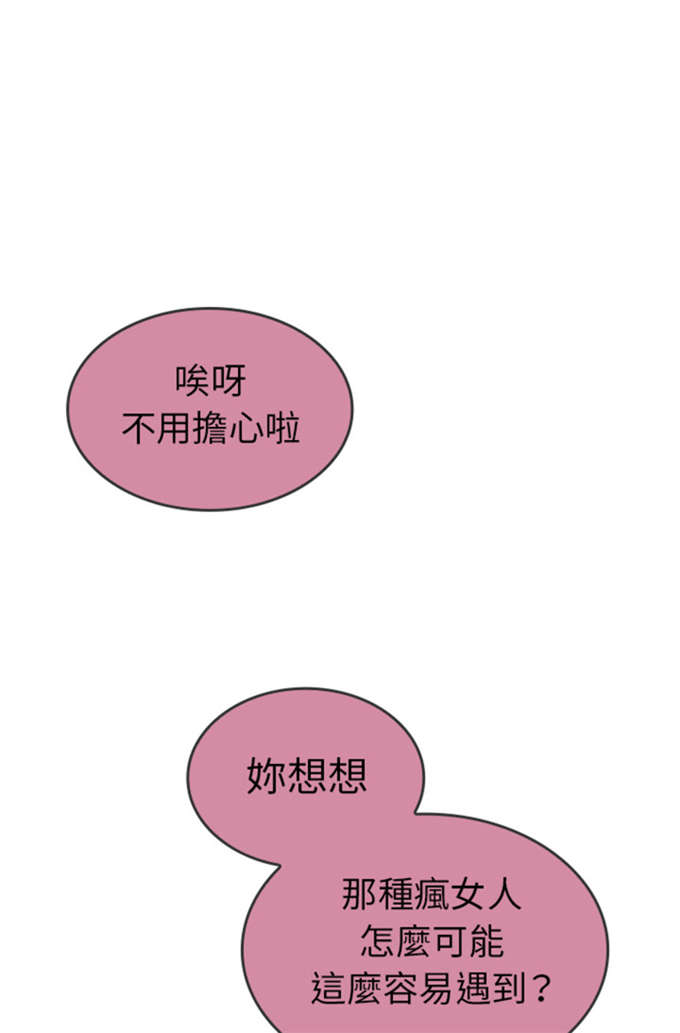 唉呀
不用擔心啦
妳想想
那種瘋女人
怎麼可能
這麼容易遇到？